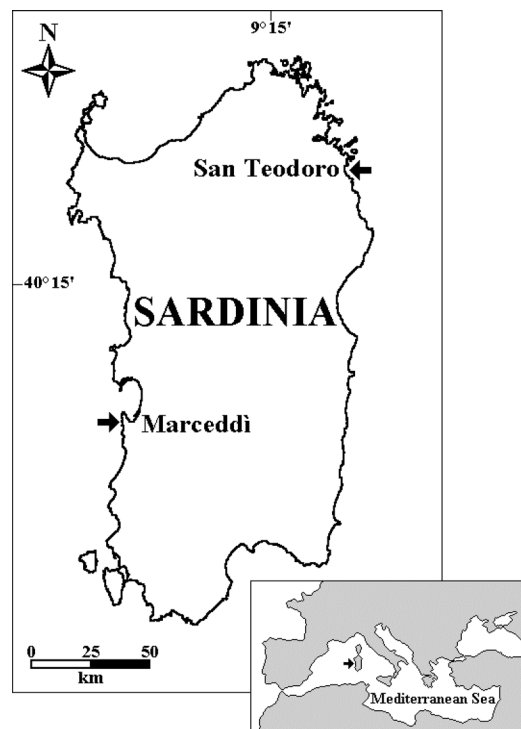 9°15'
N
San Teodoro
40°15'
SARDINIA
Marceddì
0 25 50
km
Mediterranean Sea